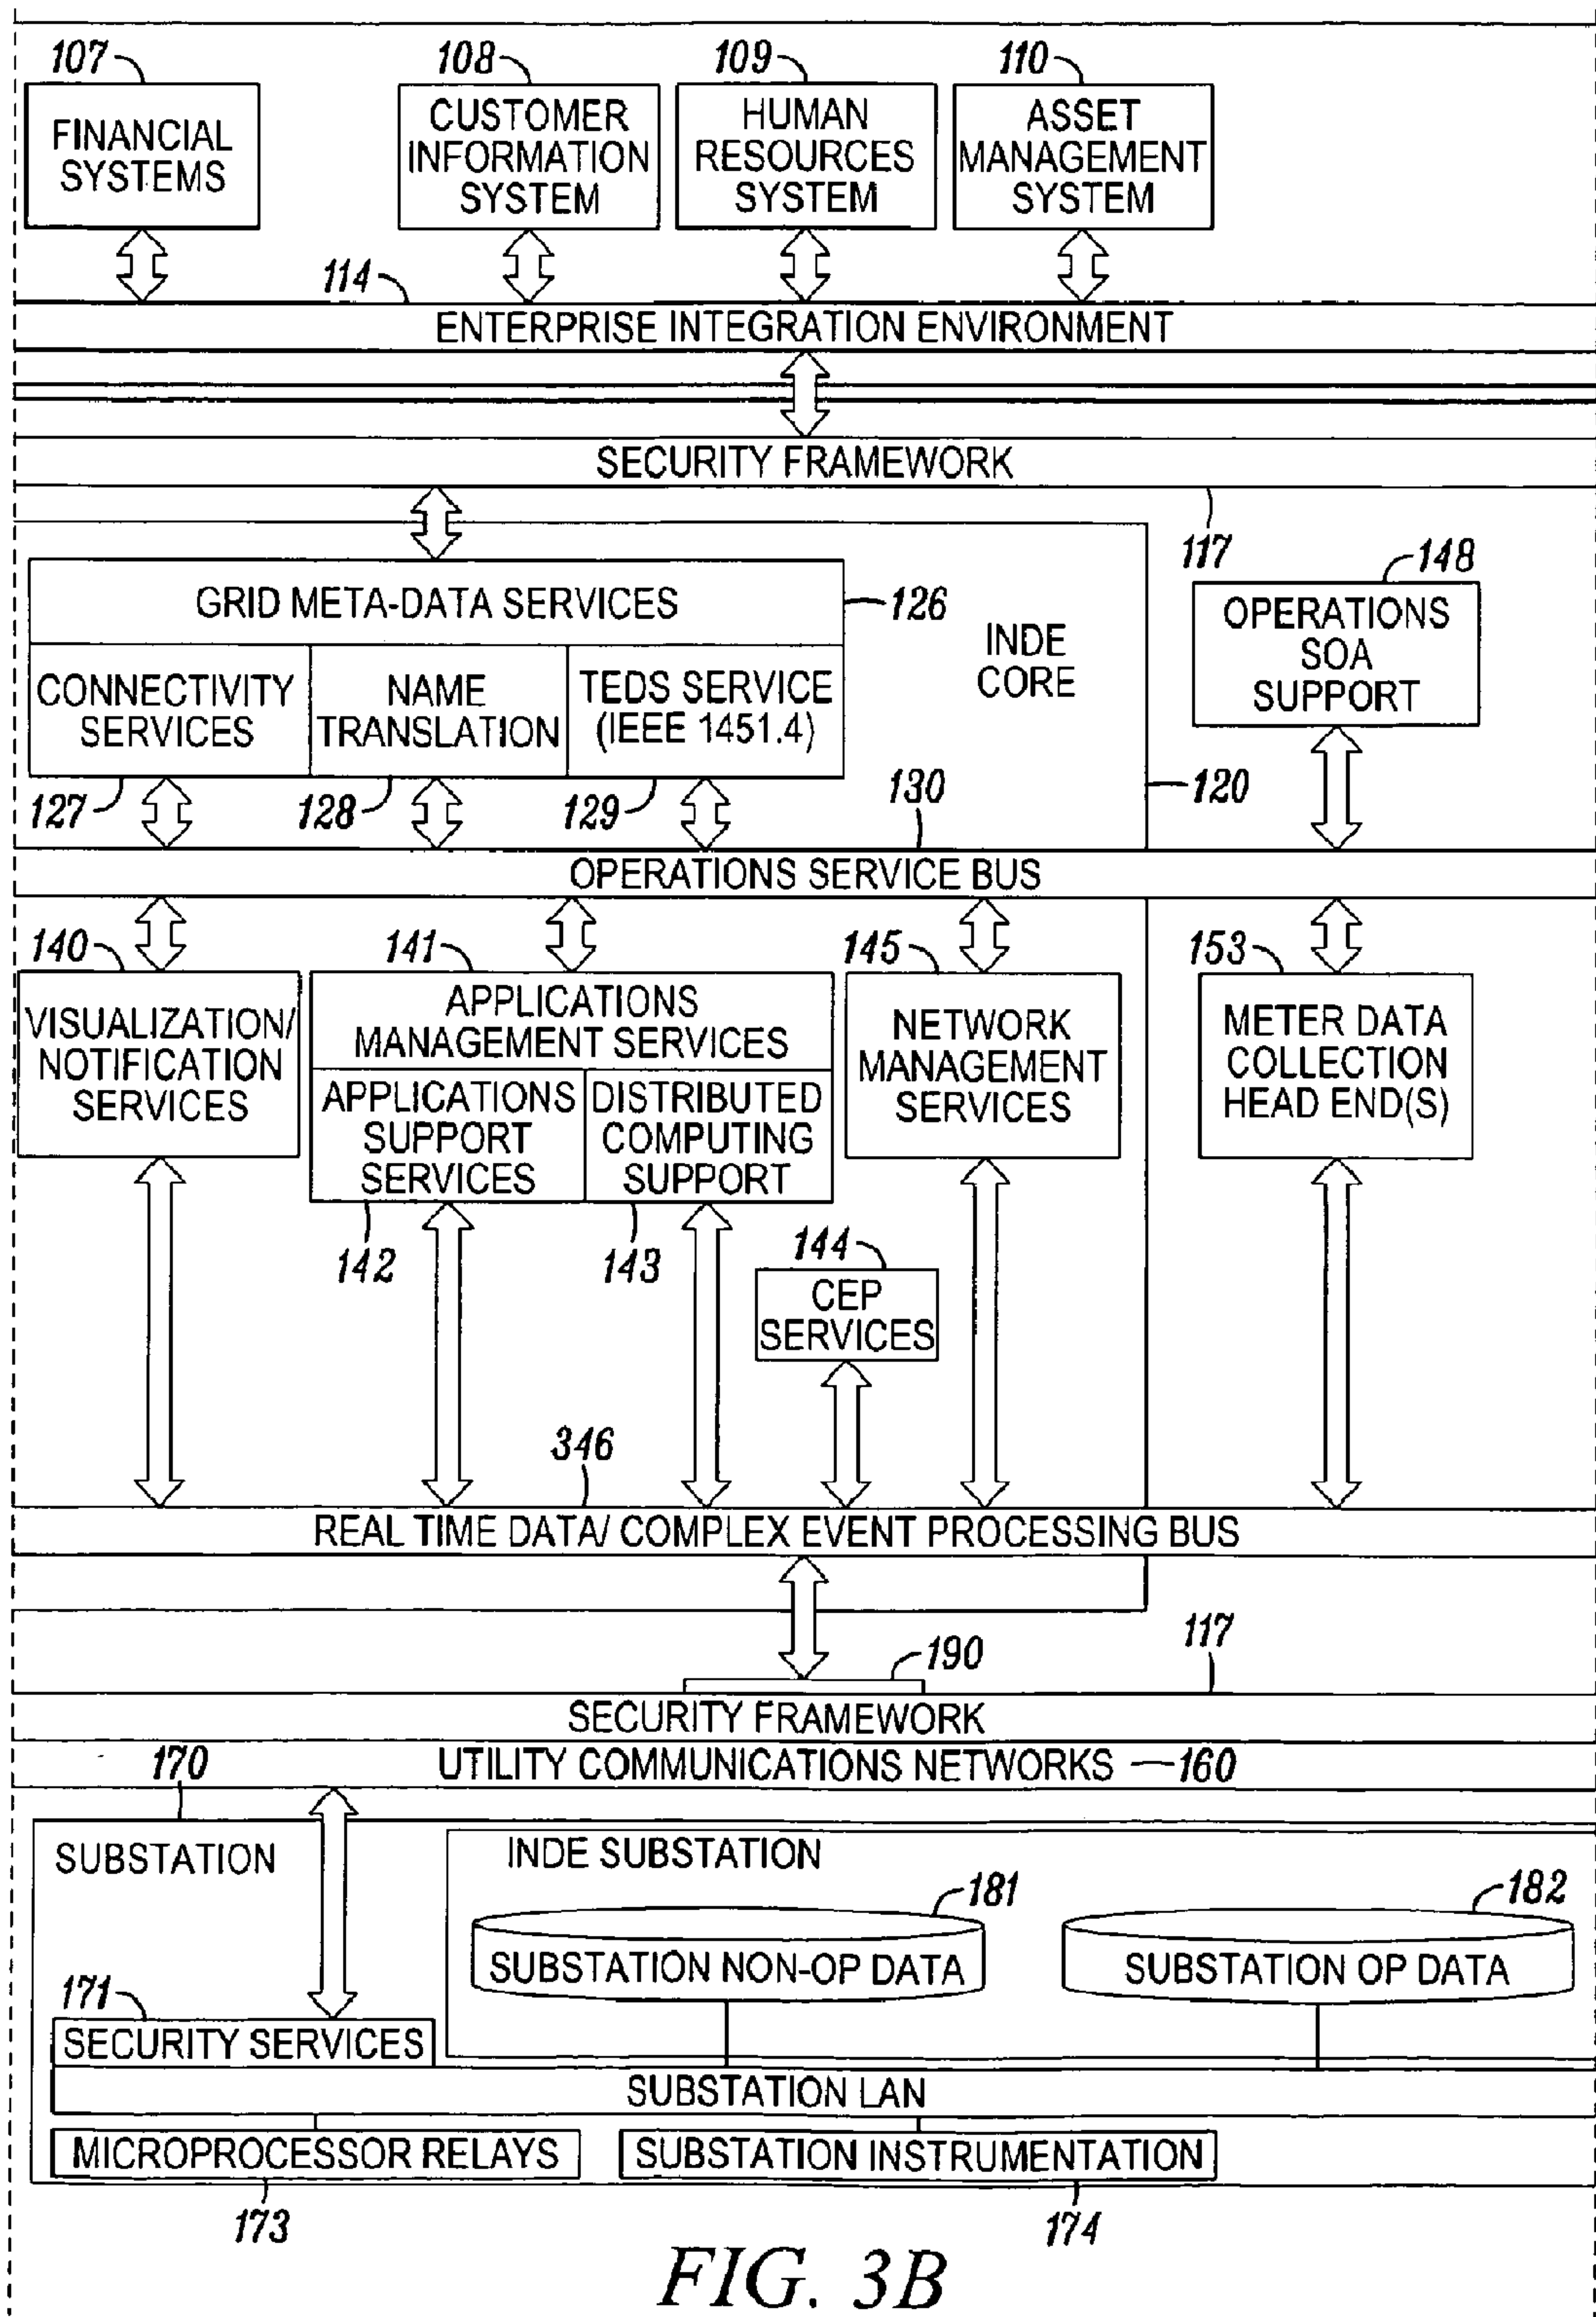 107
108
109
110
FINANCIAL
SYSTEMS
CUSTOMER
INFORMATION
SYSTEM
HUMAN
RESOURCES
SYSTEM
ASSET
MANAGEMENT
SYSTEM
114
ENTERPRISE INTEGRATION ENVIRONMENT
SECURITY FRAMEWORK
117
GRID META-DATA SERVICES
126
INDE
CORE
148
OPERATIONS
SOA
SUPPORT
CONNECTIVITY
SERVICES
NAME
TRANSLATION
TEDS SERVICE
(IEEE 1451.4)
127
128
129
130
120
OPERATIONS SERVICE BUS
140
141
145
153
VISUALIZATION/
NOTIFICATION
SERVICES
APPLICATIONS
MANAGEMENT SERVICES
APPLICATIONS
SUPPORT
SERVICES
DISTRIBUTED
COMPUTING
SUPPORT
NETWORK
MANAGEMENT
SERVICES
METER DATA
COLLECTION
HEAD END(S)
142
143
144
CEP
SERVICES
346
REAL TIME DATA/ COMPLEX EVENT PROCESSING BUS
190
117
SECURITY FRAMEWORK
UTILITY COMMUNICATIONS NETWORKS 160
170
SUBSTATION
INDE SUBSTATION
181
182
SUBSTATION NON-OP DATA
SUBSTATION OP DATA
171
SECURITY SERVICES
SUBSTATION LAN
MICROPROCESSOR RELAYS
SUBSTATION INSTRUMENTATION
173
174
FIG. 3B